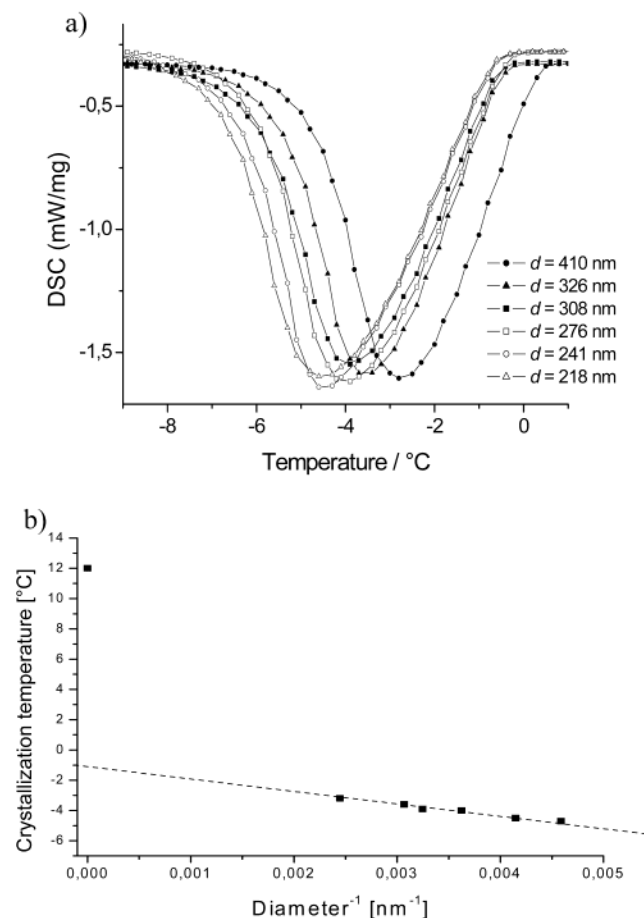 a)
-0,5
-1,0
-1,5
DSC (mW/mg)
d = 410 nm
d = 326 nm
d = 308 nm
d = 276 nm
d = 241 nm
d = 218 nm
-8 -6 -4 -2 0
Temperature / °C
b)
14
12
10
8
6
4
2
0
-2
-4
-6
Crystallization temperature [°C]
0,000 0,001 0,002 0,003 0,004 0,005
Diameter⁻¹ [nm⁻¹]